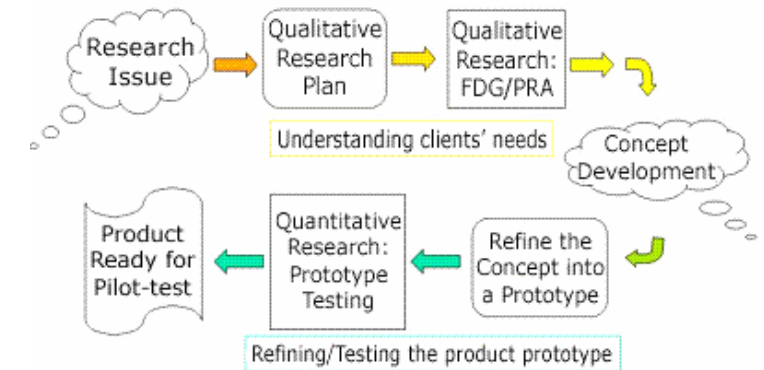 Research
Issue
Qualitative
Research
Plan
Qualitative
Research:
FDG/PRA
Understanding clients' needs
Concept
Development
Refine the
Concept into
a Prototype
Quantitative
Research:
Prototype
Testing
Product
Ready for
Pilot-test
Refining/Testing the product prototype